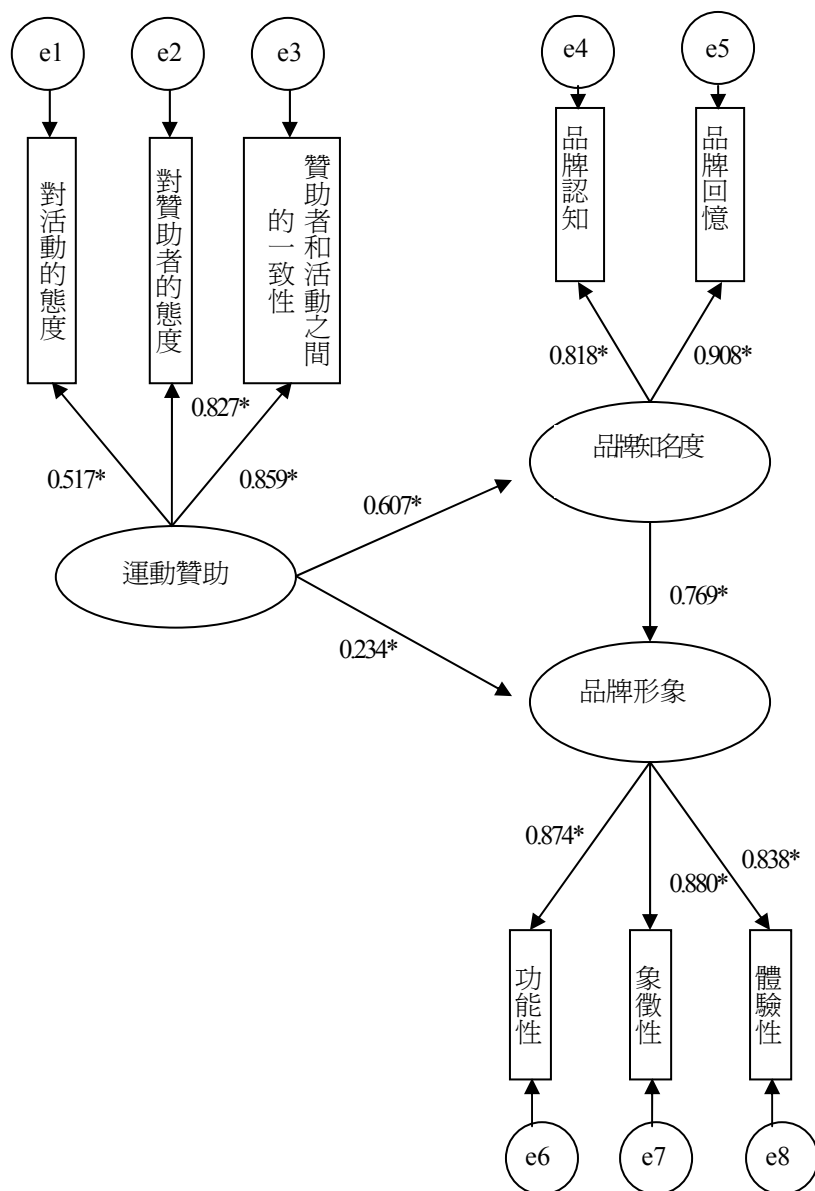 e1
e2
e3
e4
e5
對活動的態度
對贊助者的態度
贊助者和活動之間
的一致性
品牌認知
品牌回憶
0.517*
0.827*
0.859*
0.818*
0.908*
運動贊助
品牌知名度
0.607*
0.769*
0.234*
品牌形象
0.874*
0.880*
0.838*
功能性
象徵性
體驗性
e6
e7
e8